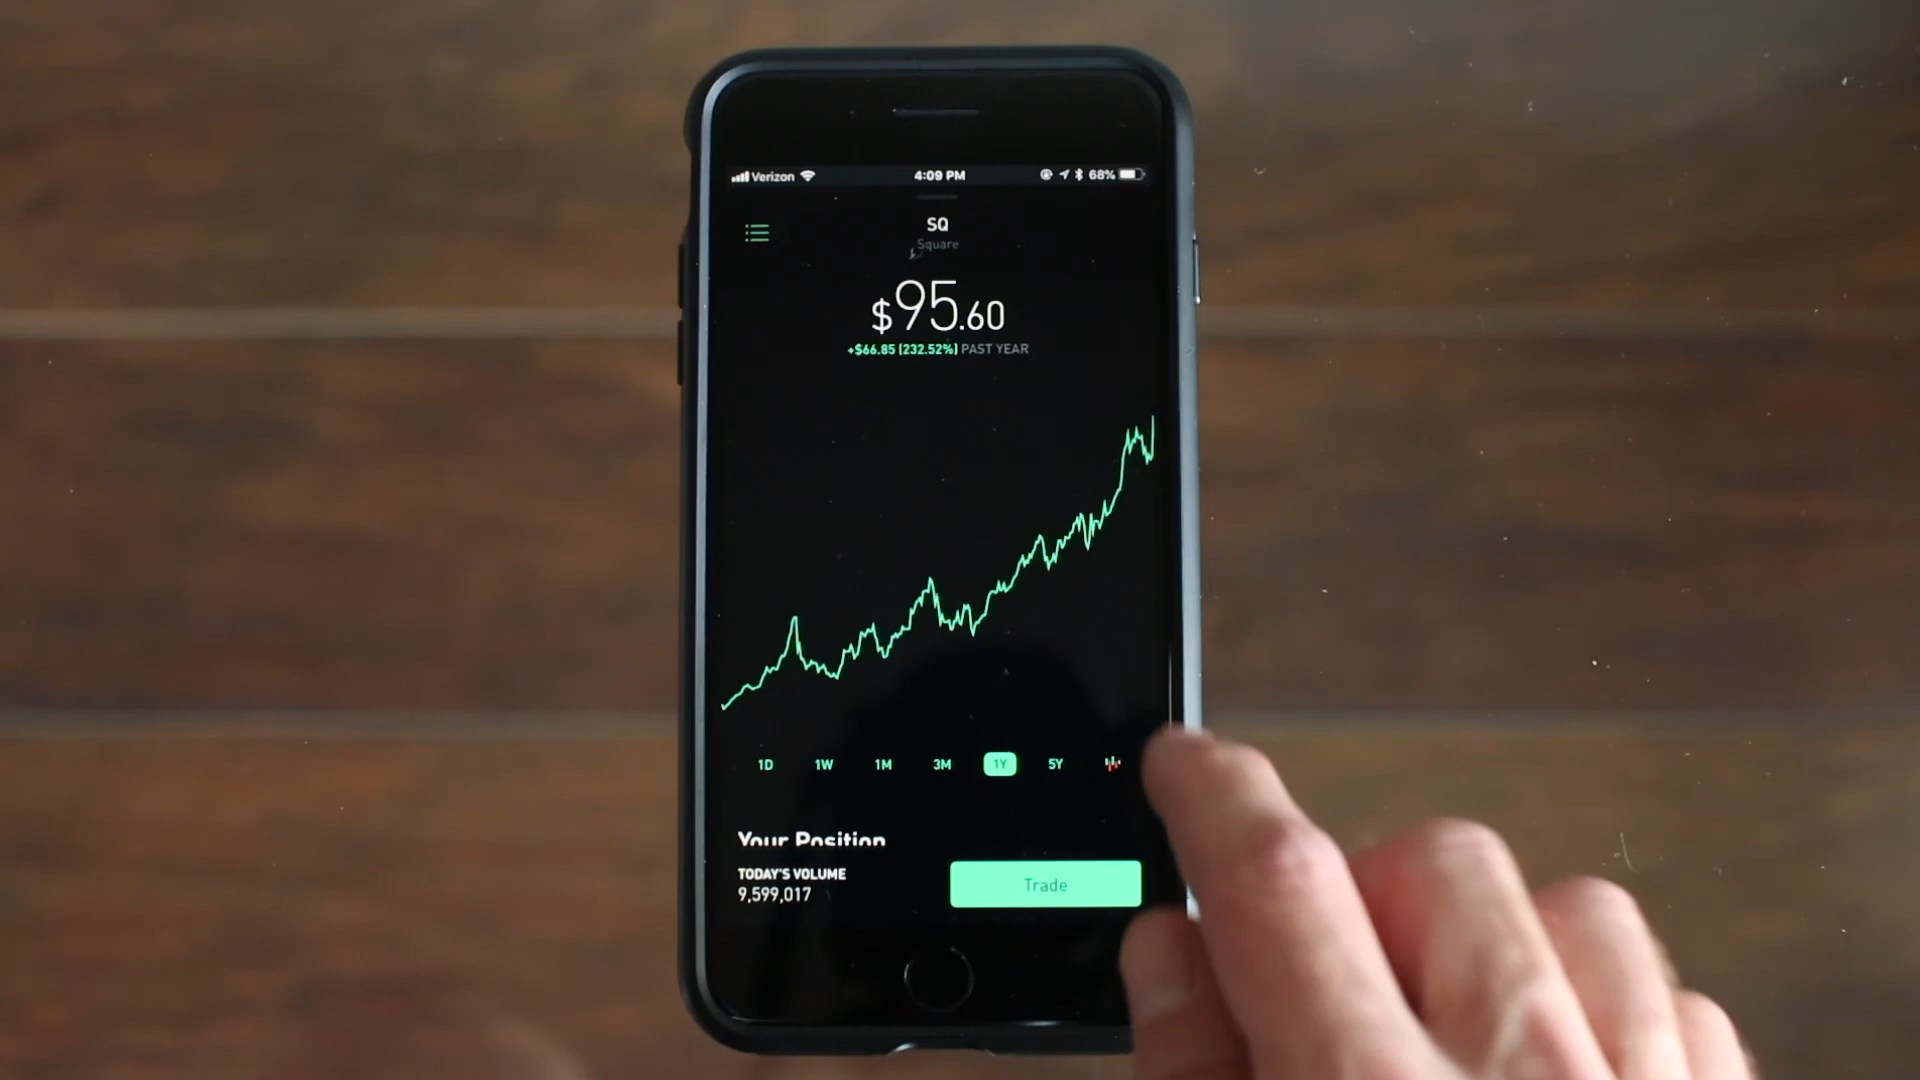 Verizon 4:09 PM 68%
SQ
Square
$95.60
+$66.85 (232.52%) PAST YEAR
1D 1W 1M 3M 1Y 5Y
Your Position
TODAY'S VOLUME
9,599,017
Trade